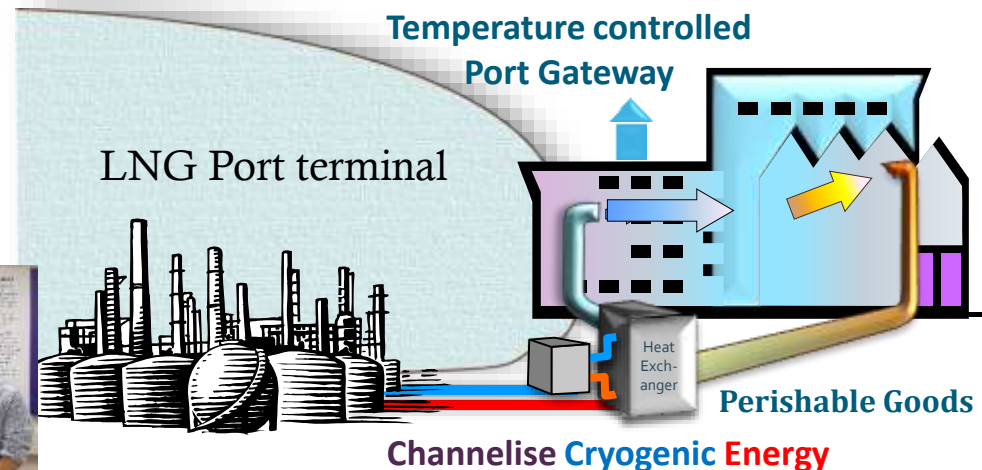 Temperature controlled
Port Gateway
LNG Port terminal
Heat
Exch-
anger
Perishable Goods
Channelise Cryogenic Energy